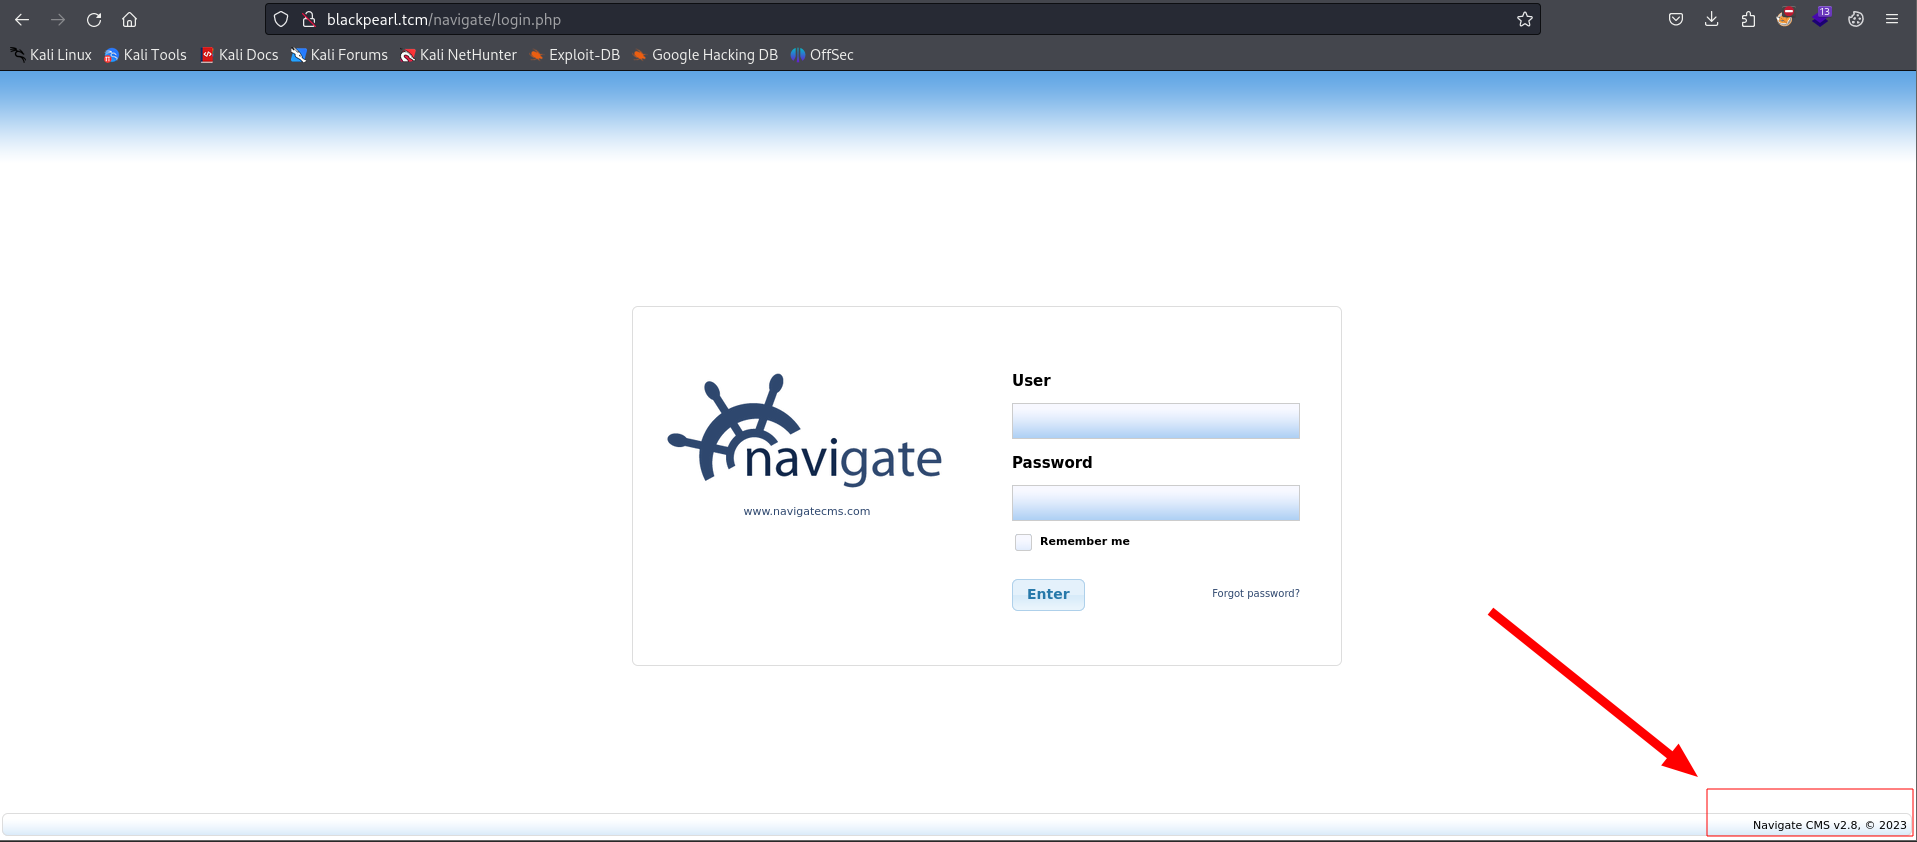 blackpearl.tcm/navigate/login.php
13
Kali Linux Kali Tools Kali Docs Kali Forums Kali NetHunter Exploit-DB Google Hacking DB OffSec
navigate
www.navigatecms.com
User
Password
Remember me
Enter Forgot password?
Navigate CMS v2.8, © 2023